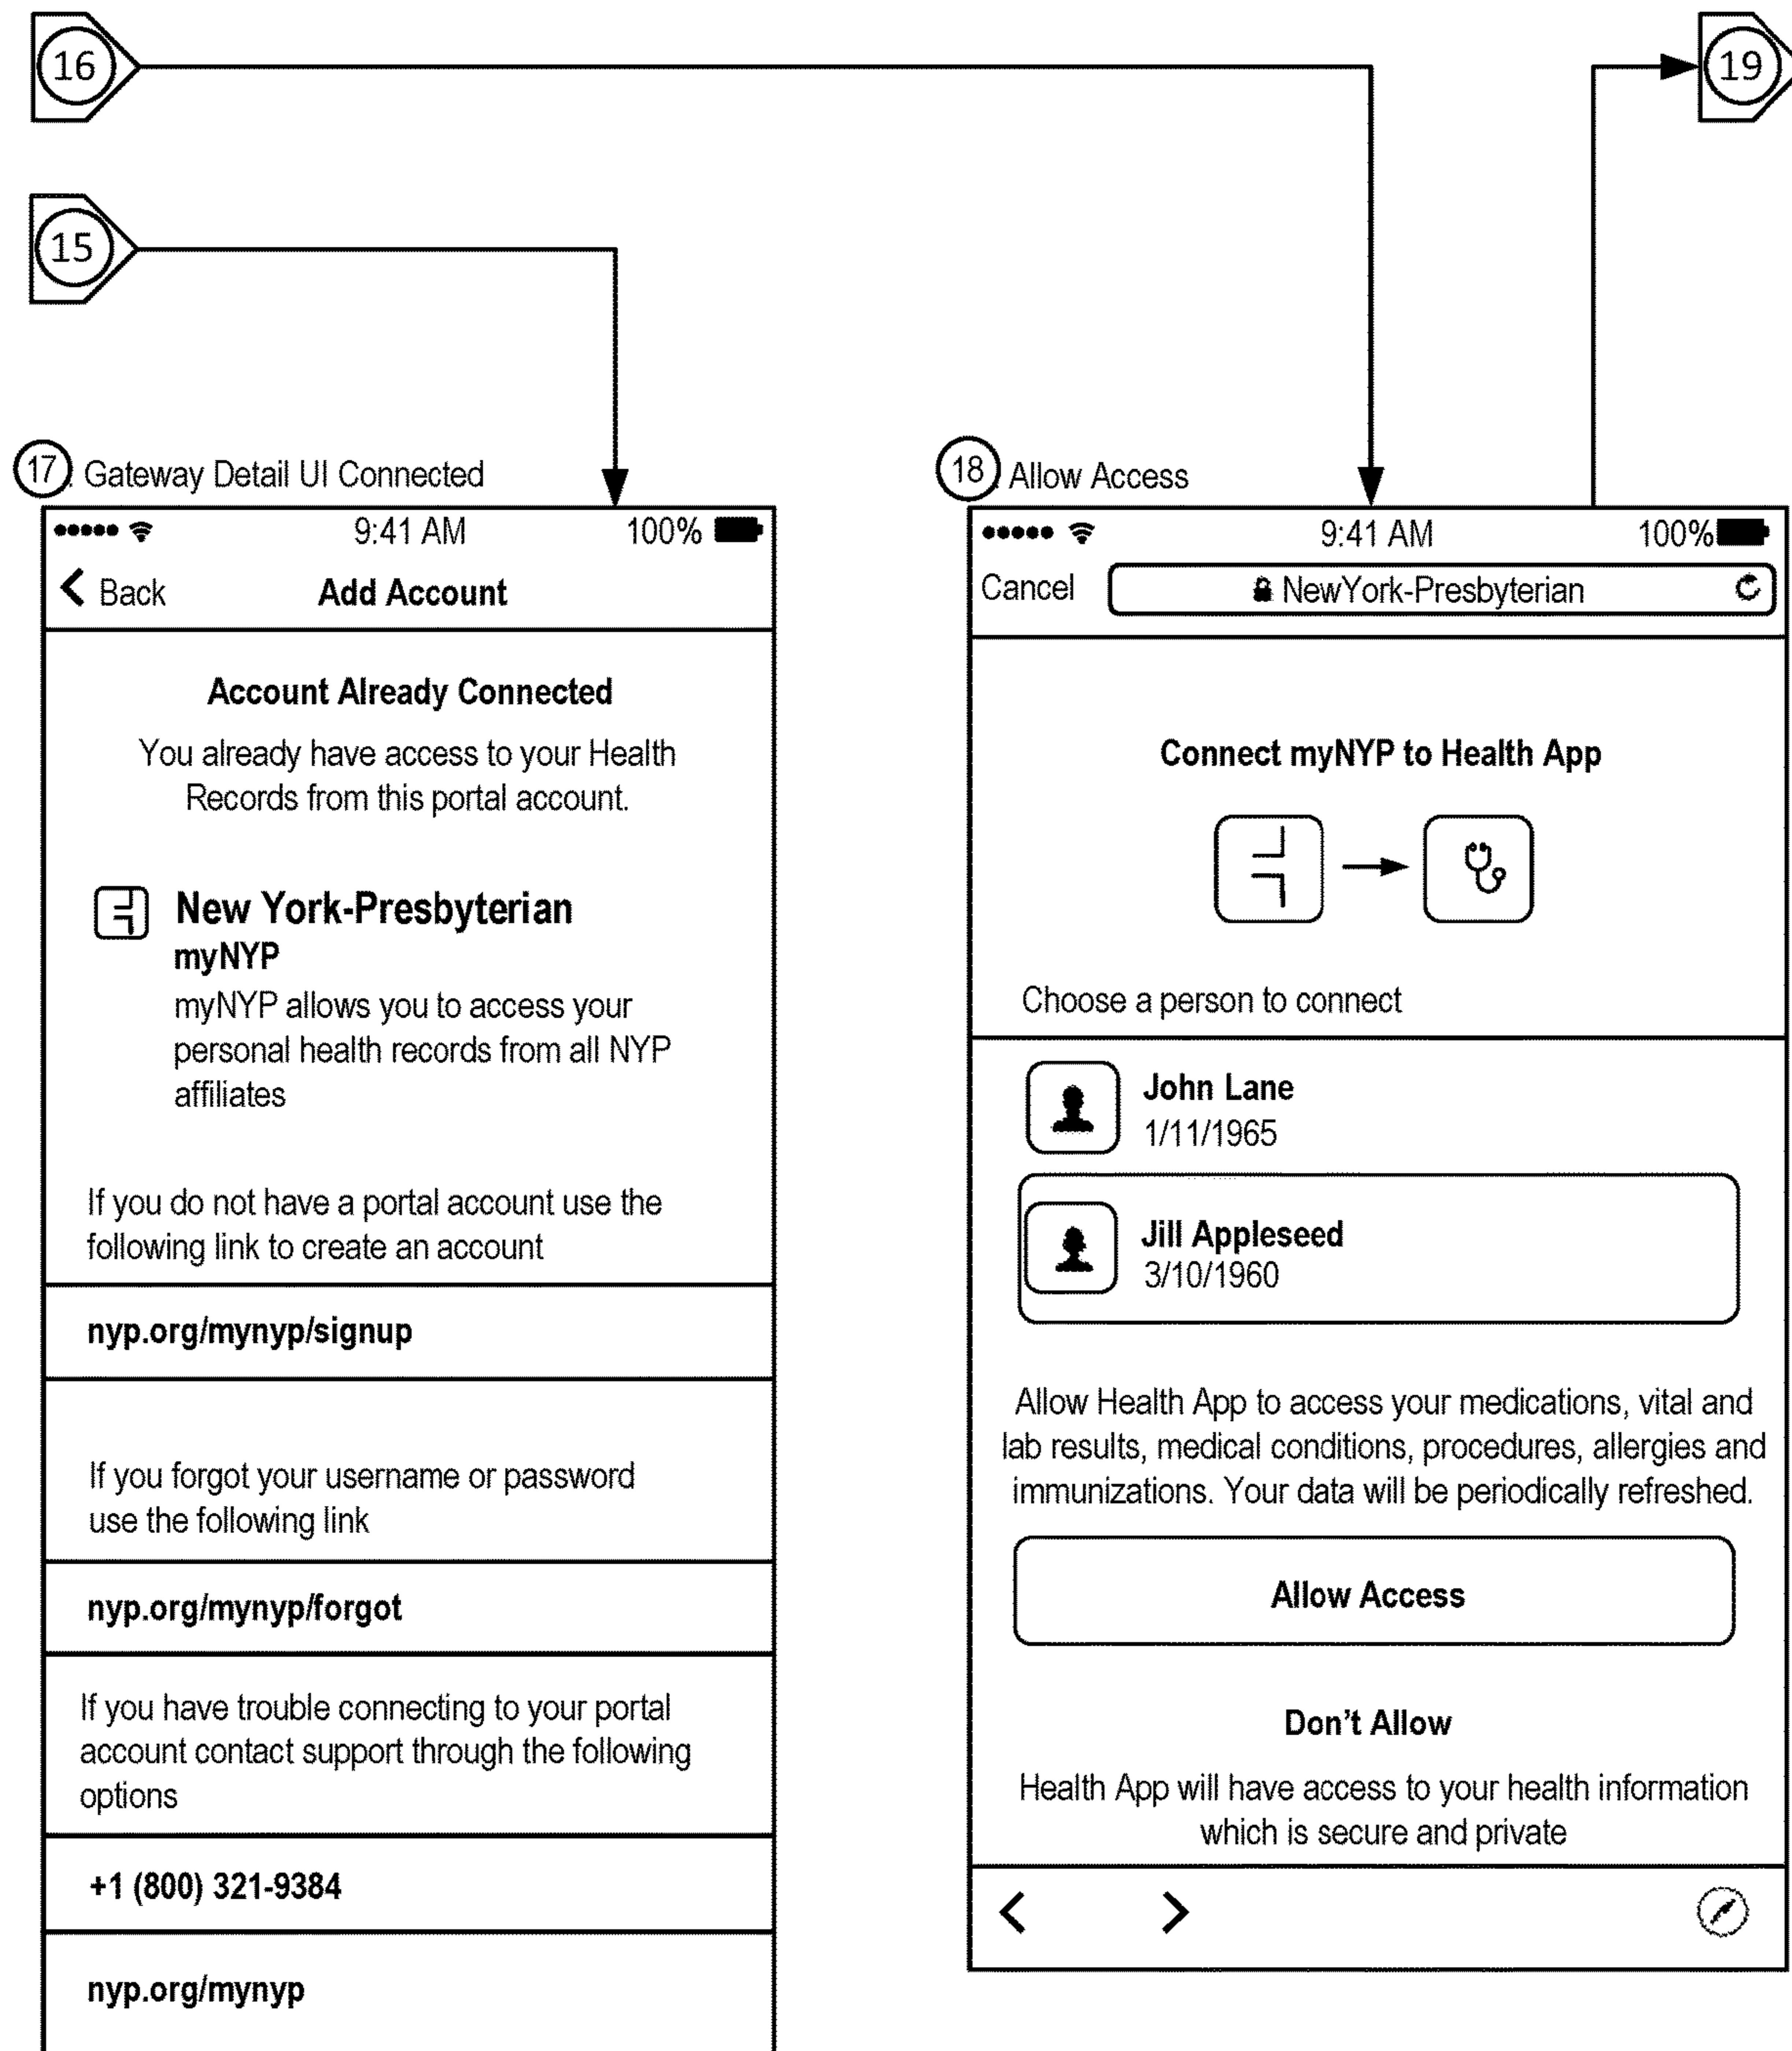 16
19
15
17 Gateway Detail UI Connected
9:41 AM 100%
Back Add Account
Account Already Connected
You already have access to your Health
Records from this portal account.
New York-Presbyterian
myNYP
myNYP allows you to access your
personal health records from all NYP
affiliates
If you do not have a portal account use the
following link to create an account
nyp.org/mynyp/signup
If you forgot your username or password
use the following link
nyp.org/mynyp/forgot
If you have trouble connecting to your portal
account contact support through the following
options
+1 (800) 321-9384
nyp.org/mynyp
18 Allow Access
9:41 AM 100%
Cancel NewYork-Presbyterian
Connect myNYP to Health App
Choose a person to connect
John Lane
1/11/1965
Jill Appleseed
3/10/1960
Allow Health App to access your medications, vital and
lab results, medical conditions, procedures, allergies and
immunizations. Your data will be periodically refreshed.
Allow Access
Don't Allow
Health App will have access to your health information
which is secure and private